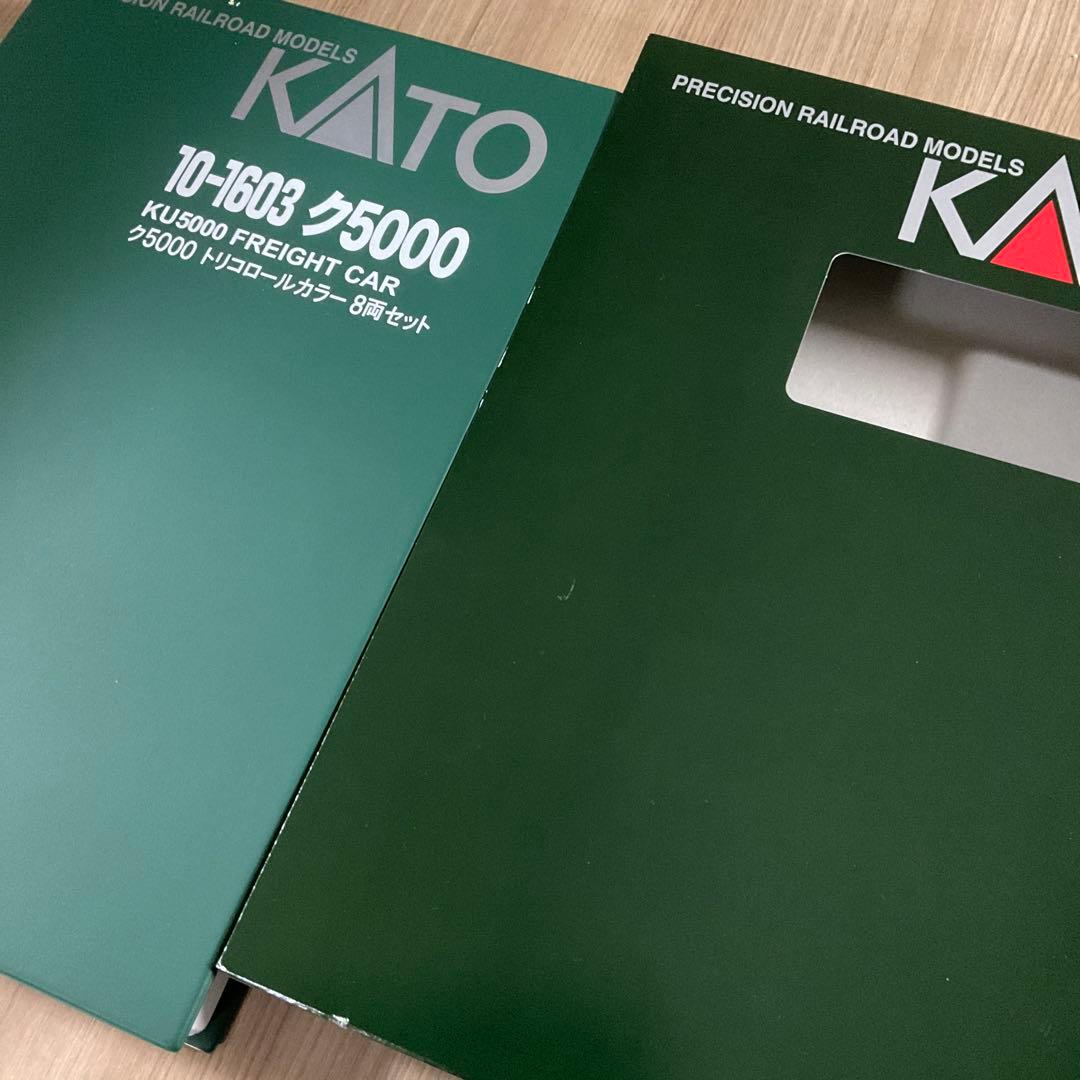 RAILROAD MODELS
KATO
10-1603 ク5000
KU5000 FREIGHT CAR
ク5000 トリコロールカラー 8両セット
PRECISION RAILROAD MODELS
KA